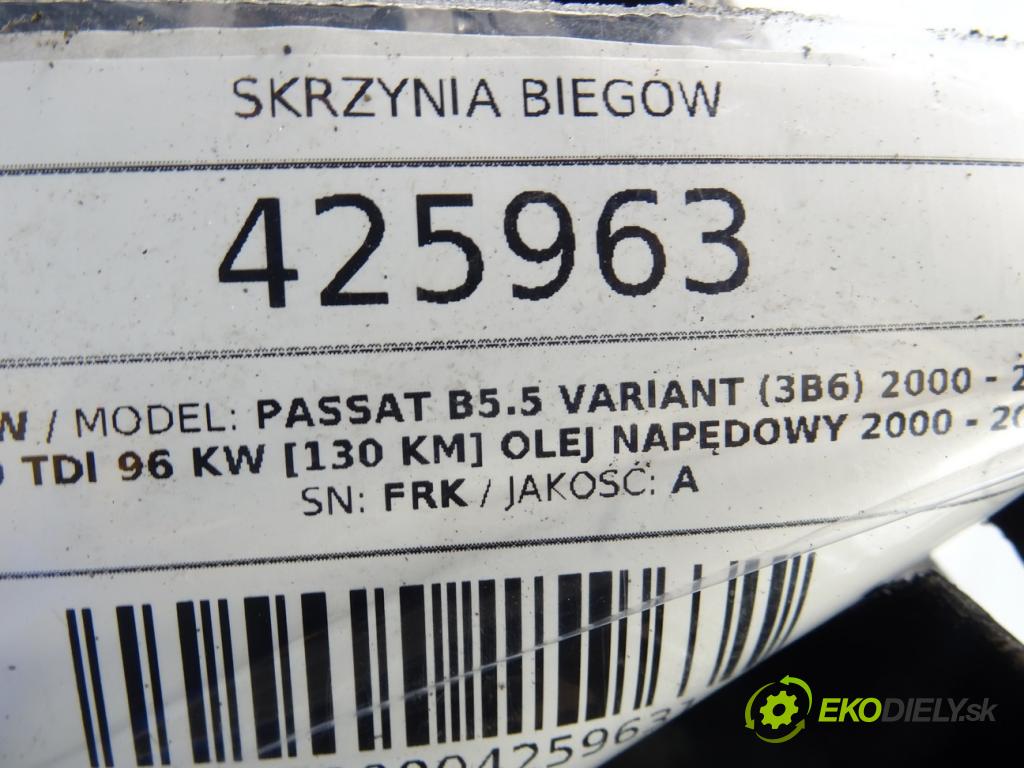 SKRZYNIA BIEGÓW
425963
W / MODEL: PASSAT B5.5 VARIANT (3B6) 2000 - 2
TDI 96 KW [130 KM] OLEJ NAPĘDOWY 2000 - 20
SN: FRK / JAKOŚĆ: A
EKODIELY.sk